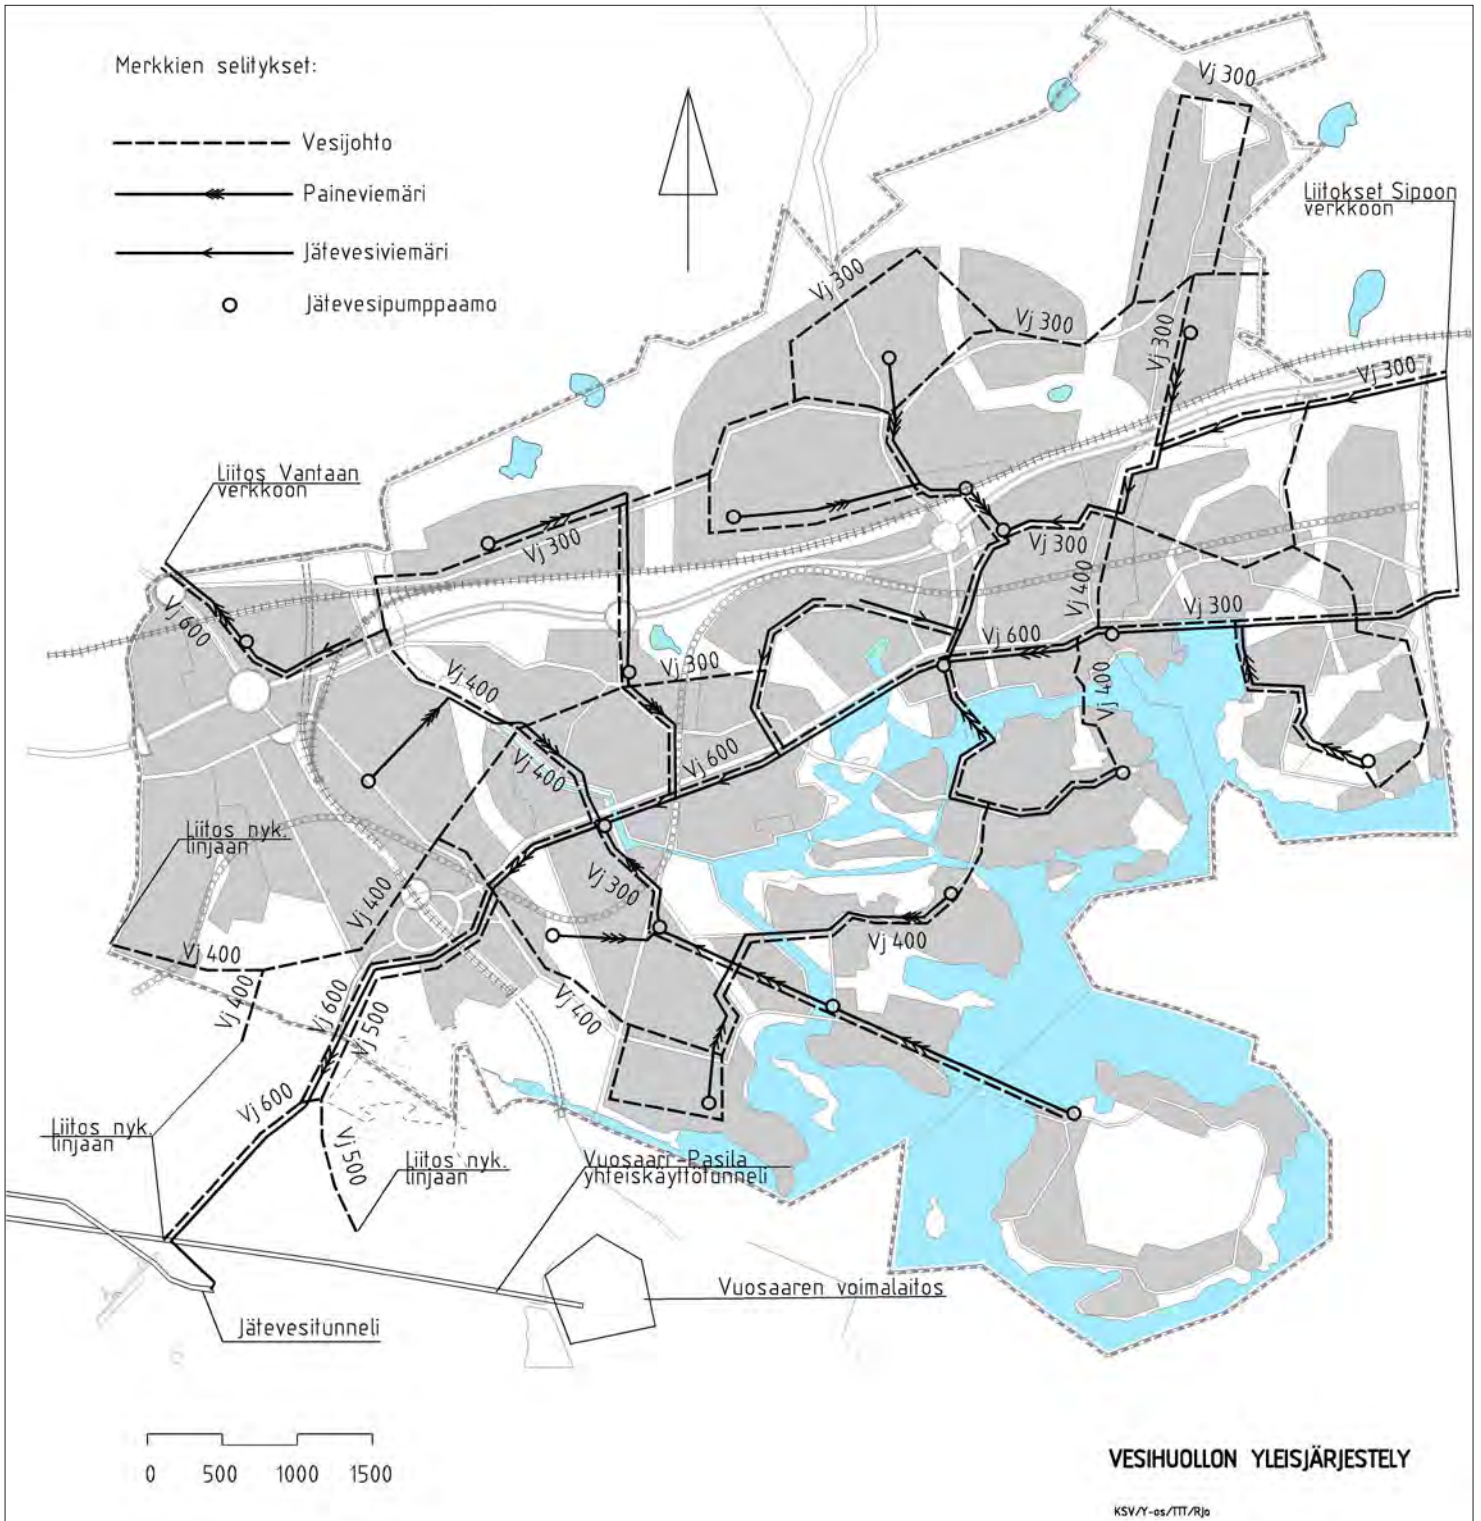 Merkkien selitykset:
Vesijohto
Paineviemäri
Jätevesiviemäri
Jätevesipumppaamo
Vj 300
Liitokset Sipoon
verkkoon
Vj 300
Vj 300
Vj 300
Vj 300
Liitos Vantaan
verkkoon
Vj 300
Vj 300
Vj 400
Vj 300
Vj 600
Vj 600
Vj 300
Vj 400
Vj 400
Vj 600
Vj 400
Liitos nyk.
linjaan
Vj 300
Vj 400
Vj 400
Vj 400
Vj 400
Vj 600
Vj 500
Vj 400
Vj 600
Liitos nyk.
linjaan
Vj 500
Liitos nyk.
linjaan
Vuosaari-Pasila
yhteiskäyttötunneli
Vuosaaren voimalaitos
Jätevesitunneli
0 500 1000 1500
VESIHUOLLON YLEISJÄRJESTELY
KSV/Y-os/TTT/RJo